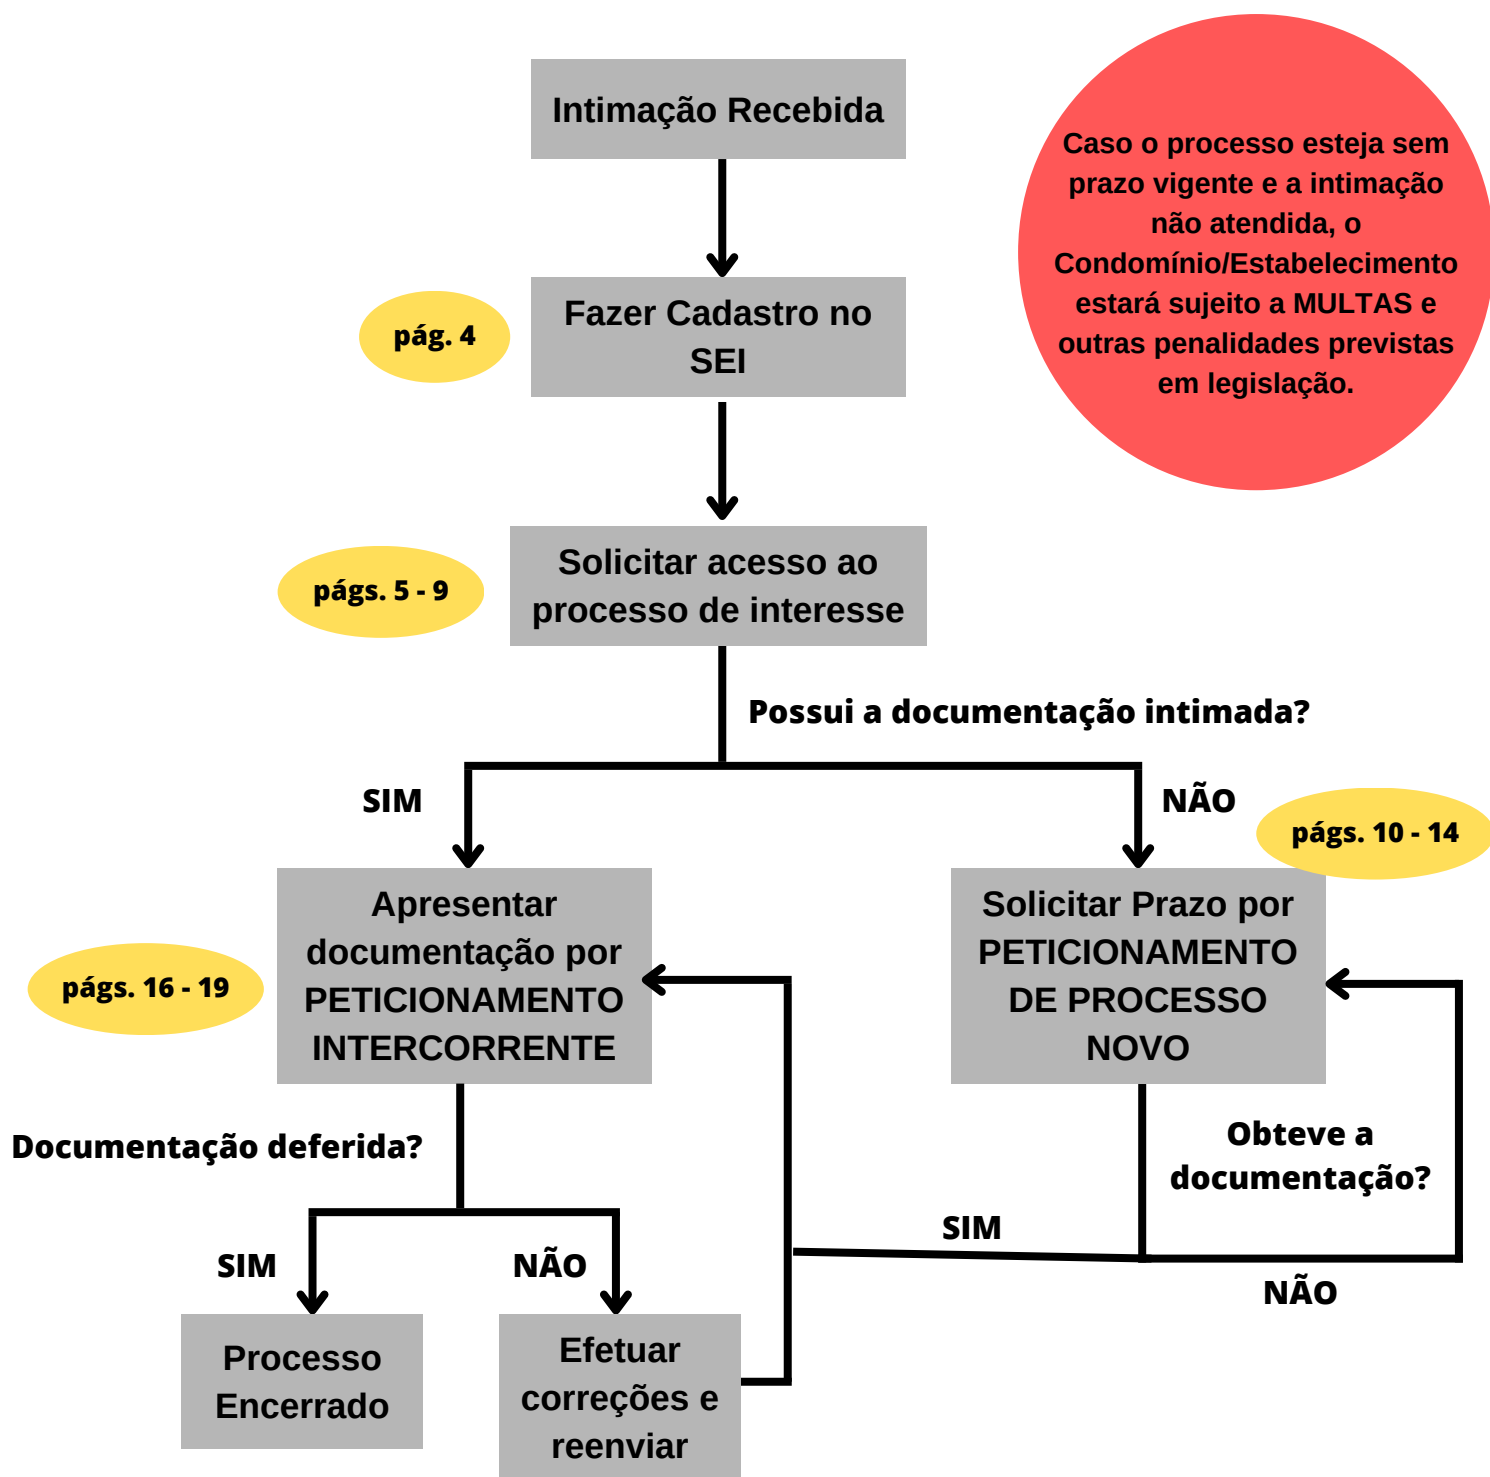 Intimação Recebida
Caso o processo esteja sem
prazo vigente e a intimação
não atendida, o
Condomínio/Estabelecimento
estará sujeito a MULTAS e
outras penalidades previstas
em legislação.
pág. 4
Fazer Cadastro no
SEI
págs. 5 - 9
Solicitar acesso ao
processo de interesse
Possui a documentação intimada?
SIM
NÃO
págs. 10 - 14
págs. 16 - 19
Apresentar
documentação por
PETICIONAMENTO
INTERCORRENTE
Solicitar Prazo por
PETICIONAMENTO
DE PROCESSO
NOVO
Documentação deferida?
Obteve a
documentação?
SIM
NÃO
SIM
NÃO
Processo
Encerrado
Efetuar
correções e
reenviar